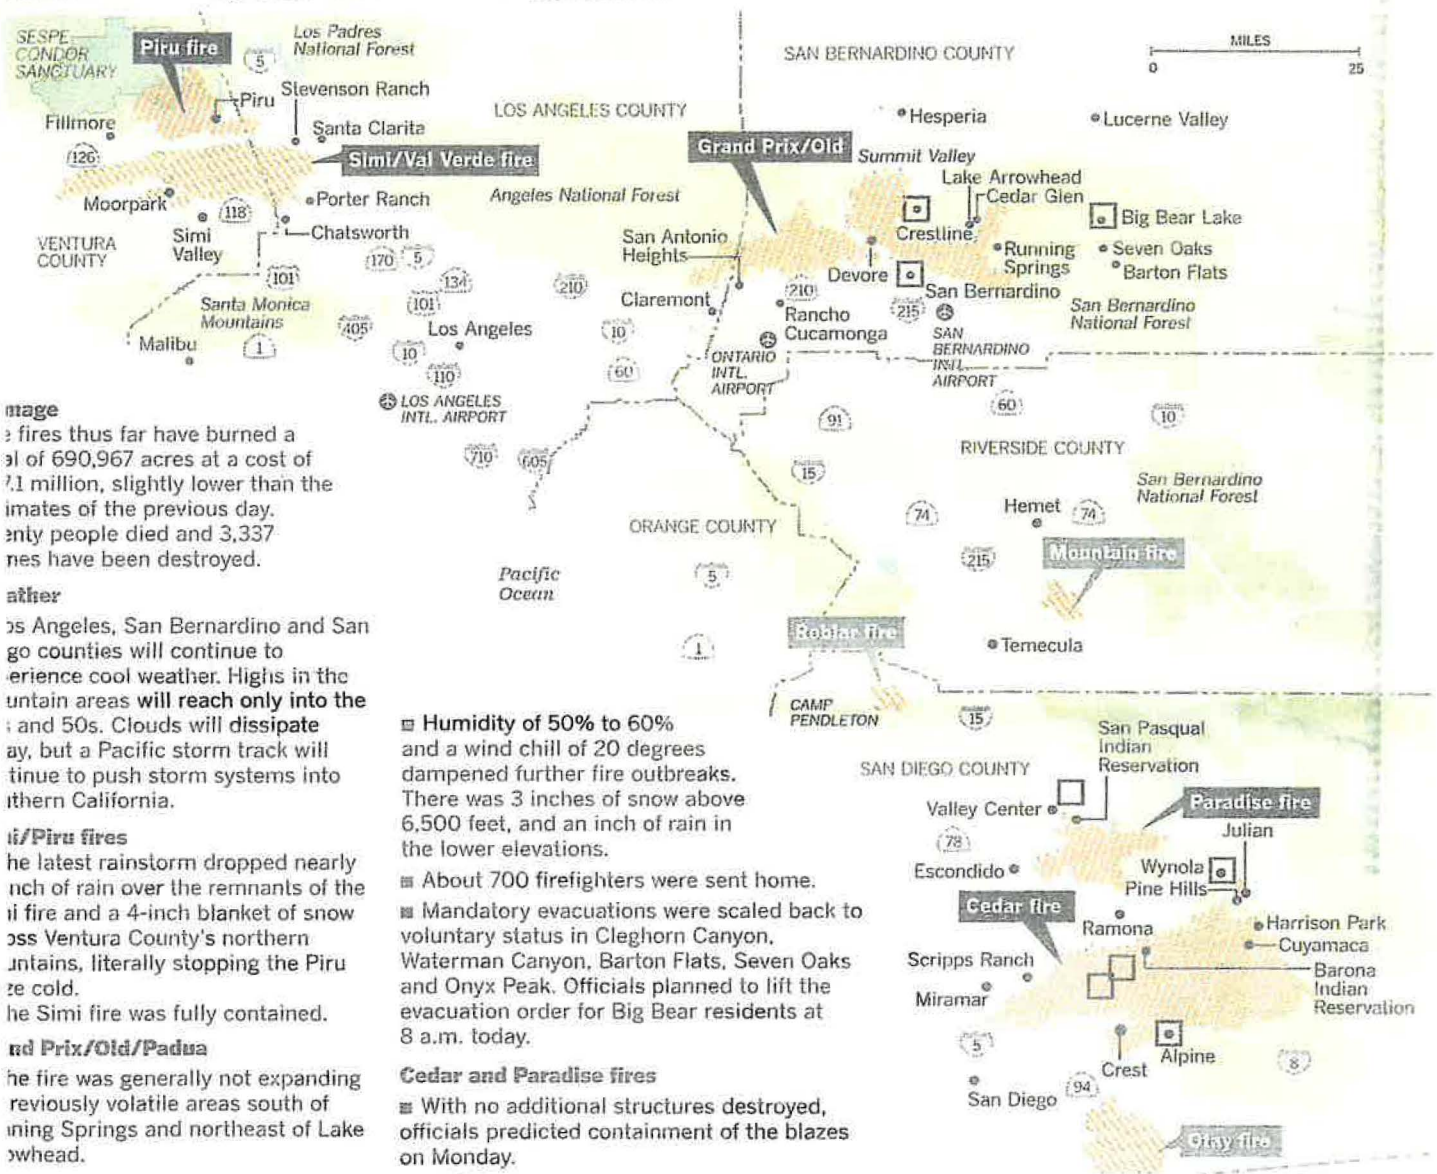 SESPE
CONDOR
SANCTUARY
Piru fire
5
Los Padres
National Forest
Stevenson Ranch
Piru
Fillmore
Santa Clarita
126
Simi/Val Verde fire
Moorpark
118
Porter Ranch
Simi
Valley
Chatsworth
VENTURA
COUNTY
170
5
101
134
Santa Monica
Mountains
101
405
Los Angeles
Malibu
1
10
110
LOS ANGELES
INTL. AIRPORT
710
605
LOS ANGELES COUNTY
Angeles National Forest
210
10
60
SAN BERNARDINO COUNTY
MILES
0 25
Hesperia
Lucerne Valley
Grand Prix/Old
Summit Valley
Lake Arrowhead
Cedar Glen
Crestline
Big Bear Lake
San Antonio
Heights
Devore
Running
Springs
Seven Oaks
Barton Flats
Claremont
210
San Bernardino
Rancho
Cucamonga
215
San Bernardino
National Forest
ONTARIO
INTL.
AIRPORT
SAN
BERNARDINO
INTL.
AIRPORT
91
60
10
15
RIVERSIDE COUNTY
San Bernardino
National Forest
74
Hemet
74
ORANGE COUNTY
215
Mountain fire
Pacific
Ocean
5
Roblar fire
1
Temecula
CAMP
PENDLETON
15
San Pasqual
Indian
Reservation
SAN DIEGO COUNTY
Valley Center
Paradise fire
78
Julian
Escondido
Wynola
Pine Hills
Cedar fire
Ramona
Harrison Park
Cuyamaca
Scripps Ranch
Barona
Indian
Reservation
Miramar
5
Alpine
8
Crest
San Diego
94
Otay fire
mage
e fires thus far have burned a
al of 690,967 acres at a cost of
7.1 million, slightly lower than the
imates of the previous day.
enty people died and 3,337
mes have been destroyed.
ather
os Angeles, San Bernardino and San
go counties will continue to
erience cool weather. Highs in the
untain areas will reach only into the
s and 50s. Clouds will dissipate
ay, but a Pacific storm track will
tinue to push storm systems into
uthern California.
ni/Piru fires
he latest rainstorm dropped nearly
nch of rain over the remnants of the
ni fire and a 4-inch blanket of snow
oss Ventura County's northern
untains, literally stopping the Piru
ze cold.
he Simi fire was fully contained.
nd Prix/Old/Padua
he fire was generally not expanding
reviously volatile areas south of
nning Springs and northeast of Lake
owhead.
■ Humidity of 50% to 60%
and a wind chill of 20 degrees
dampened further fire outbreaks.
There was 3 inches of snow above
6,500 feet, and an inch of rain in
the lower elevations.
■ About 700 firefighters were sent home.
■ Mandatory evacuations were scaled back to
voluntary status in Cleghorn Canyon,
Waterman Canyon, Barton Flats, Seven Oaks
and Onyx Peak. Officials planned to lift the
evacuation order for Big Bear residents at
8 a.m. today.
Cedar and Paradise fires
■ With no additional structures destroyed,
officials predicted containment of the blazes
on Monday.